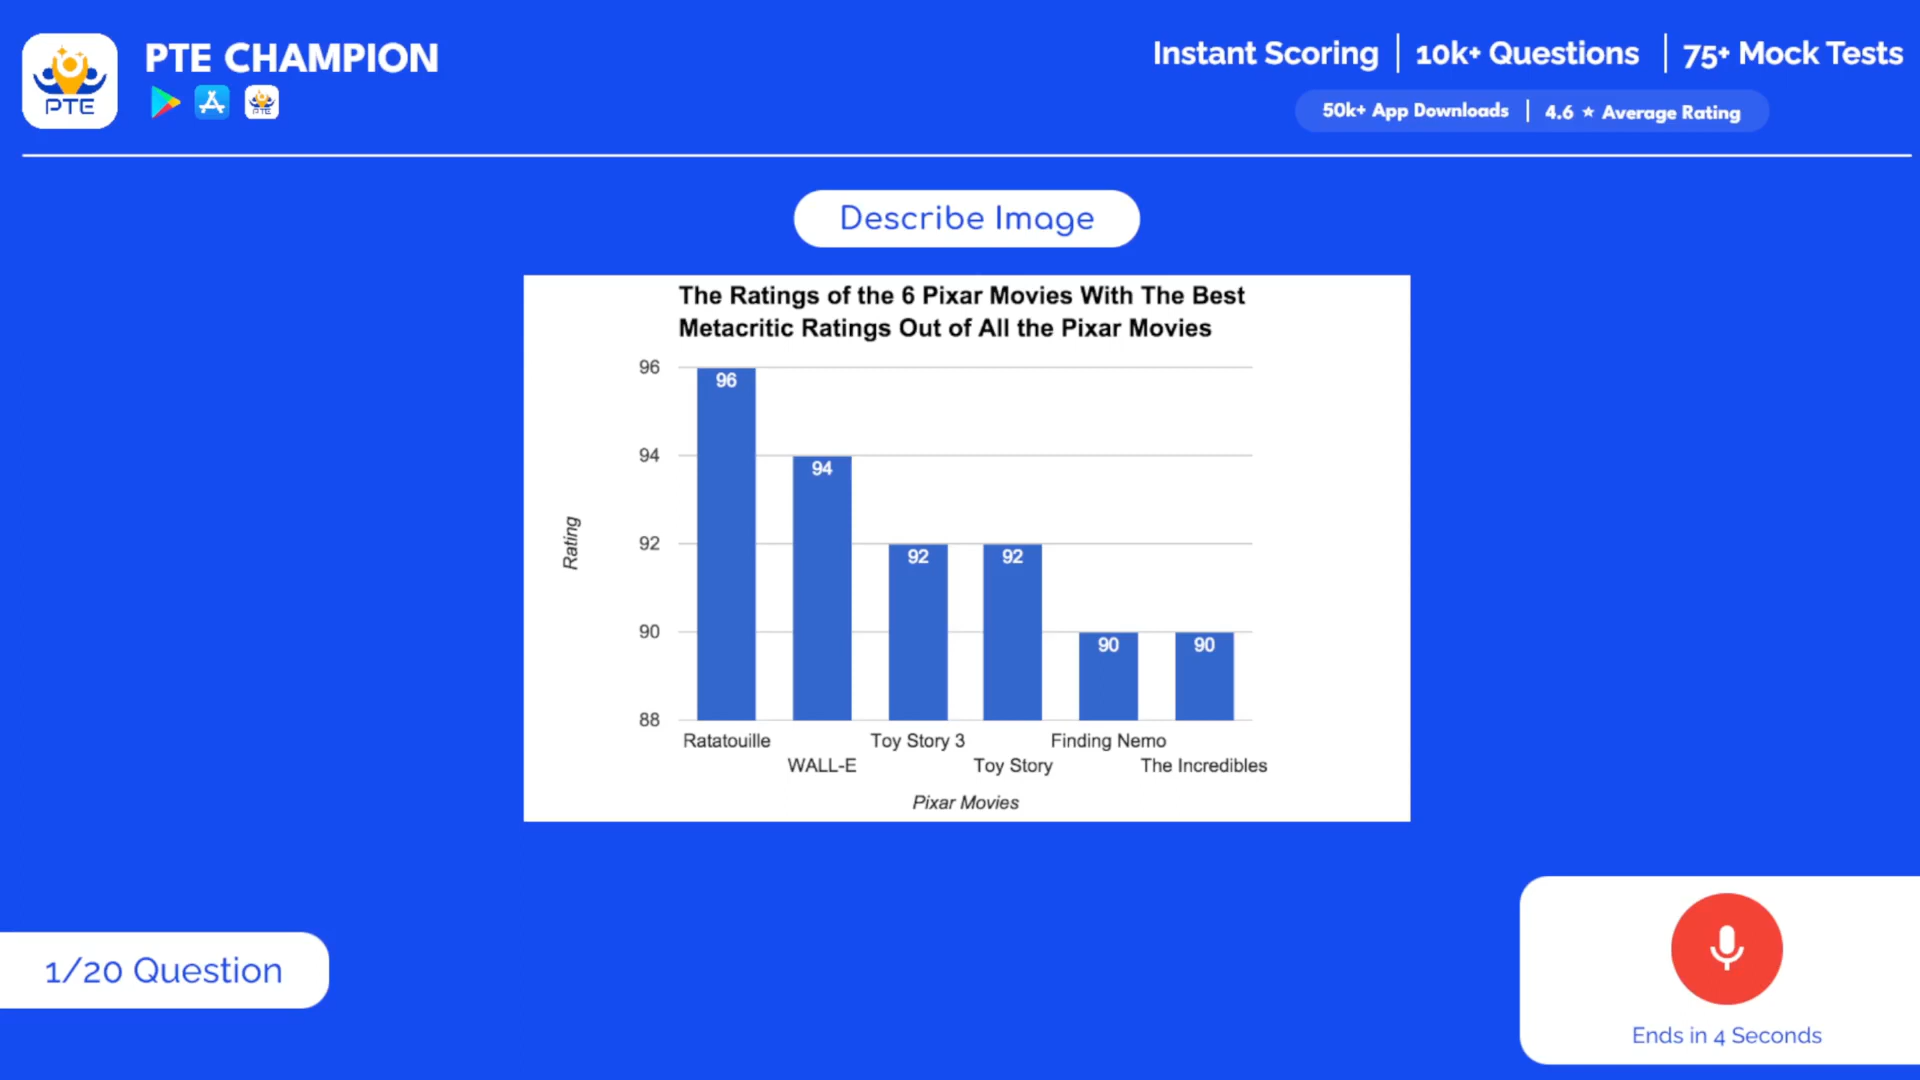 PTE CHAMPION
PTE
PTE
Instant Scoring | 10k+ Questions | 75+ Mock Tests
50k+ App Downloads | 4.6 ★ Average Rating
Describe Image
The Ratings of the 6 Pixar Movies With The Best
Metacritic Ratings Out of All the Pixar Movies
96
94
92
90
88
Rating
96
94
92
92
90
90
Ratatouille
WALL-E
Toy Story 3
Toy Story
Finding Nemo
The Incredibles
Pixar Movies
1/20 Question
Ends in 4 Seconds